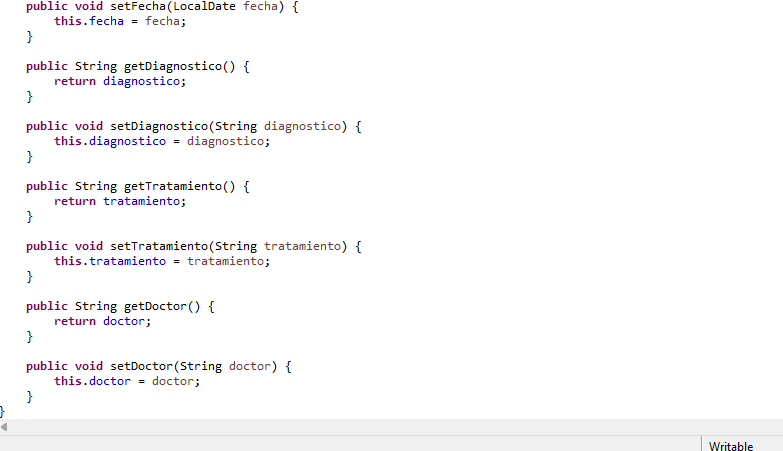 public void setFecha(LocalDate fecha) {
this.fecha = fecha;
}
public String getDiagnostico() {
return diagnostico;
}
public void setDiagnostico(String diagnostico) {
this.diagnostico = diagnostico;
}
public String getTratamiento() {
return tratamiento;
}
public void setTratamiento(String tratamiento) {
this.tratamiento = tratamiento;
}
public String getDoctor() {
return doctor;
}
public void setDoctor(String doctor) {
this.doctor = doctor;
}
}
Writable